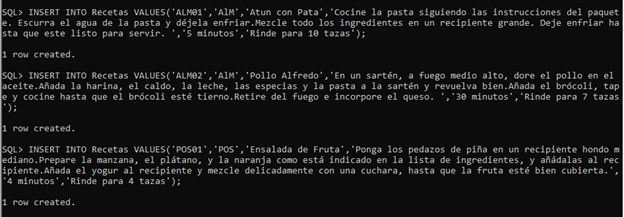 SQL> INSERT INTO Recetas VALUES('ALM01','AlM','Atun con Pata','Cocine la pasta siguiendo las instrucciones del paquet
e. Escurra el agua de la pasta y déjela enfriar.Mezcle todo los ingredientes en un recipiente grande. Deje enfriar ha
sta que este listo para servir. ','5 minutos','Rinde para 10 tazas');
1 row created.
SQL> INSERT INTO Recetas VALUES('ALM02','AlM','Pollo Alfredo','En un sartén, a fuego medio alto, dore el pollo en el
aceite.Añada la harina, el caldo, la leche, las especias y la pasta a la sartén y revuelva bien.Añada el brócoli, tap
e y cocine hasta que el brócoli esté tierno.Retire del fuego e incorpore el queso. ','30 minutos','Rinde para 7 tazas
');
1 row created.
SQL> INSERT INTO Recetas VALUES('POS01','POS','Ensalada de Fruta','Ponga los pedazos de piña en un recipiente hondo m
ediano.Prepare la manzana, el plátano, y la naranja como está indicado en la lista de ingredientes, y añádalas al rec
ipiente.Añada el yogur al recipiente y mezcle delicadamente con una cuchara, hasta que la fruta esté bien cubierta.',
'4 minutos','Rinde para 4 tazas');
1 row created.